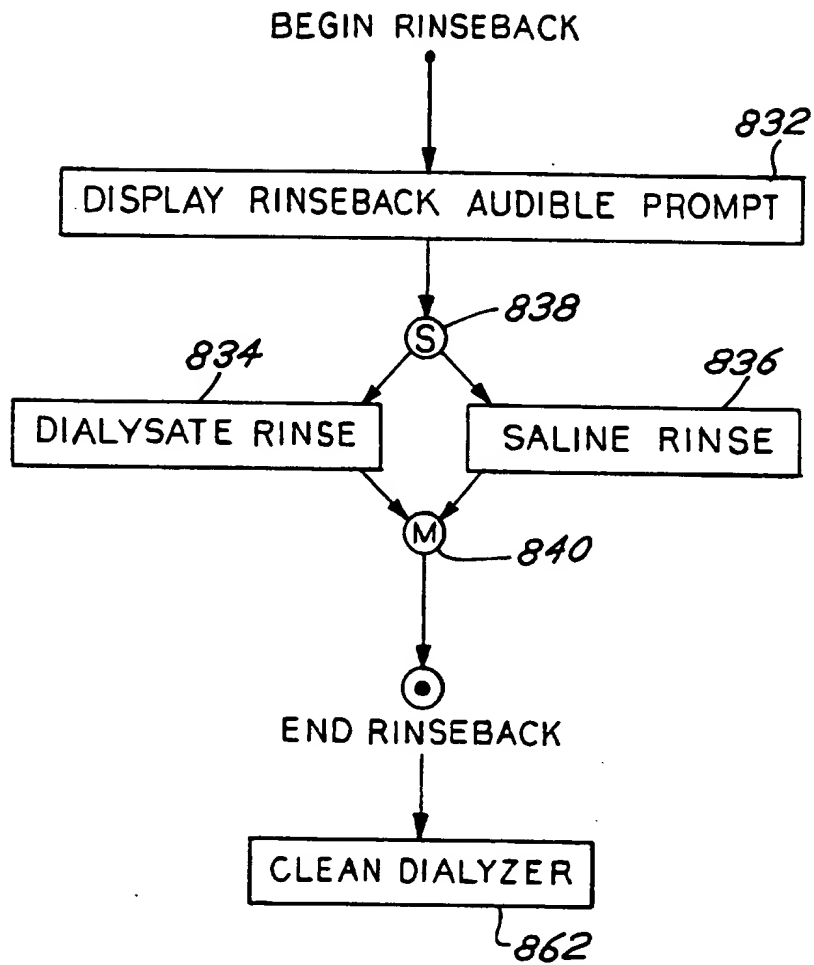 BEGIN RINSEBACK
832
DISPLAY RINSEBACK AUDIBLE PROMPT
S
838
834
836
DIALYSATE RINSE
SALINE RINSE
M
840
END RINSEBACK
CLEAN DIALYZER
862